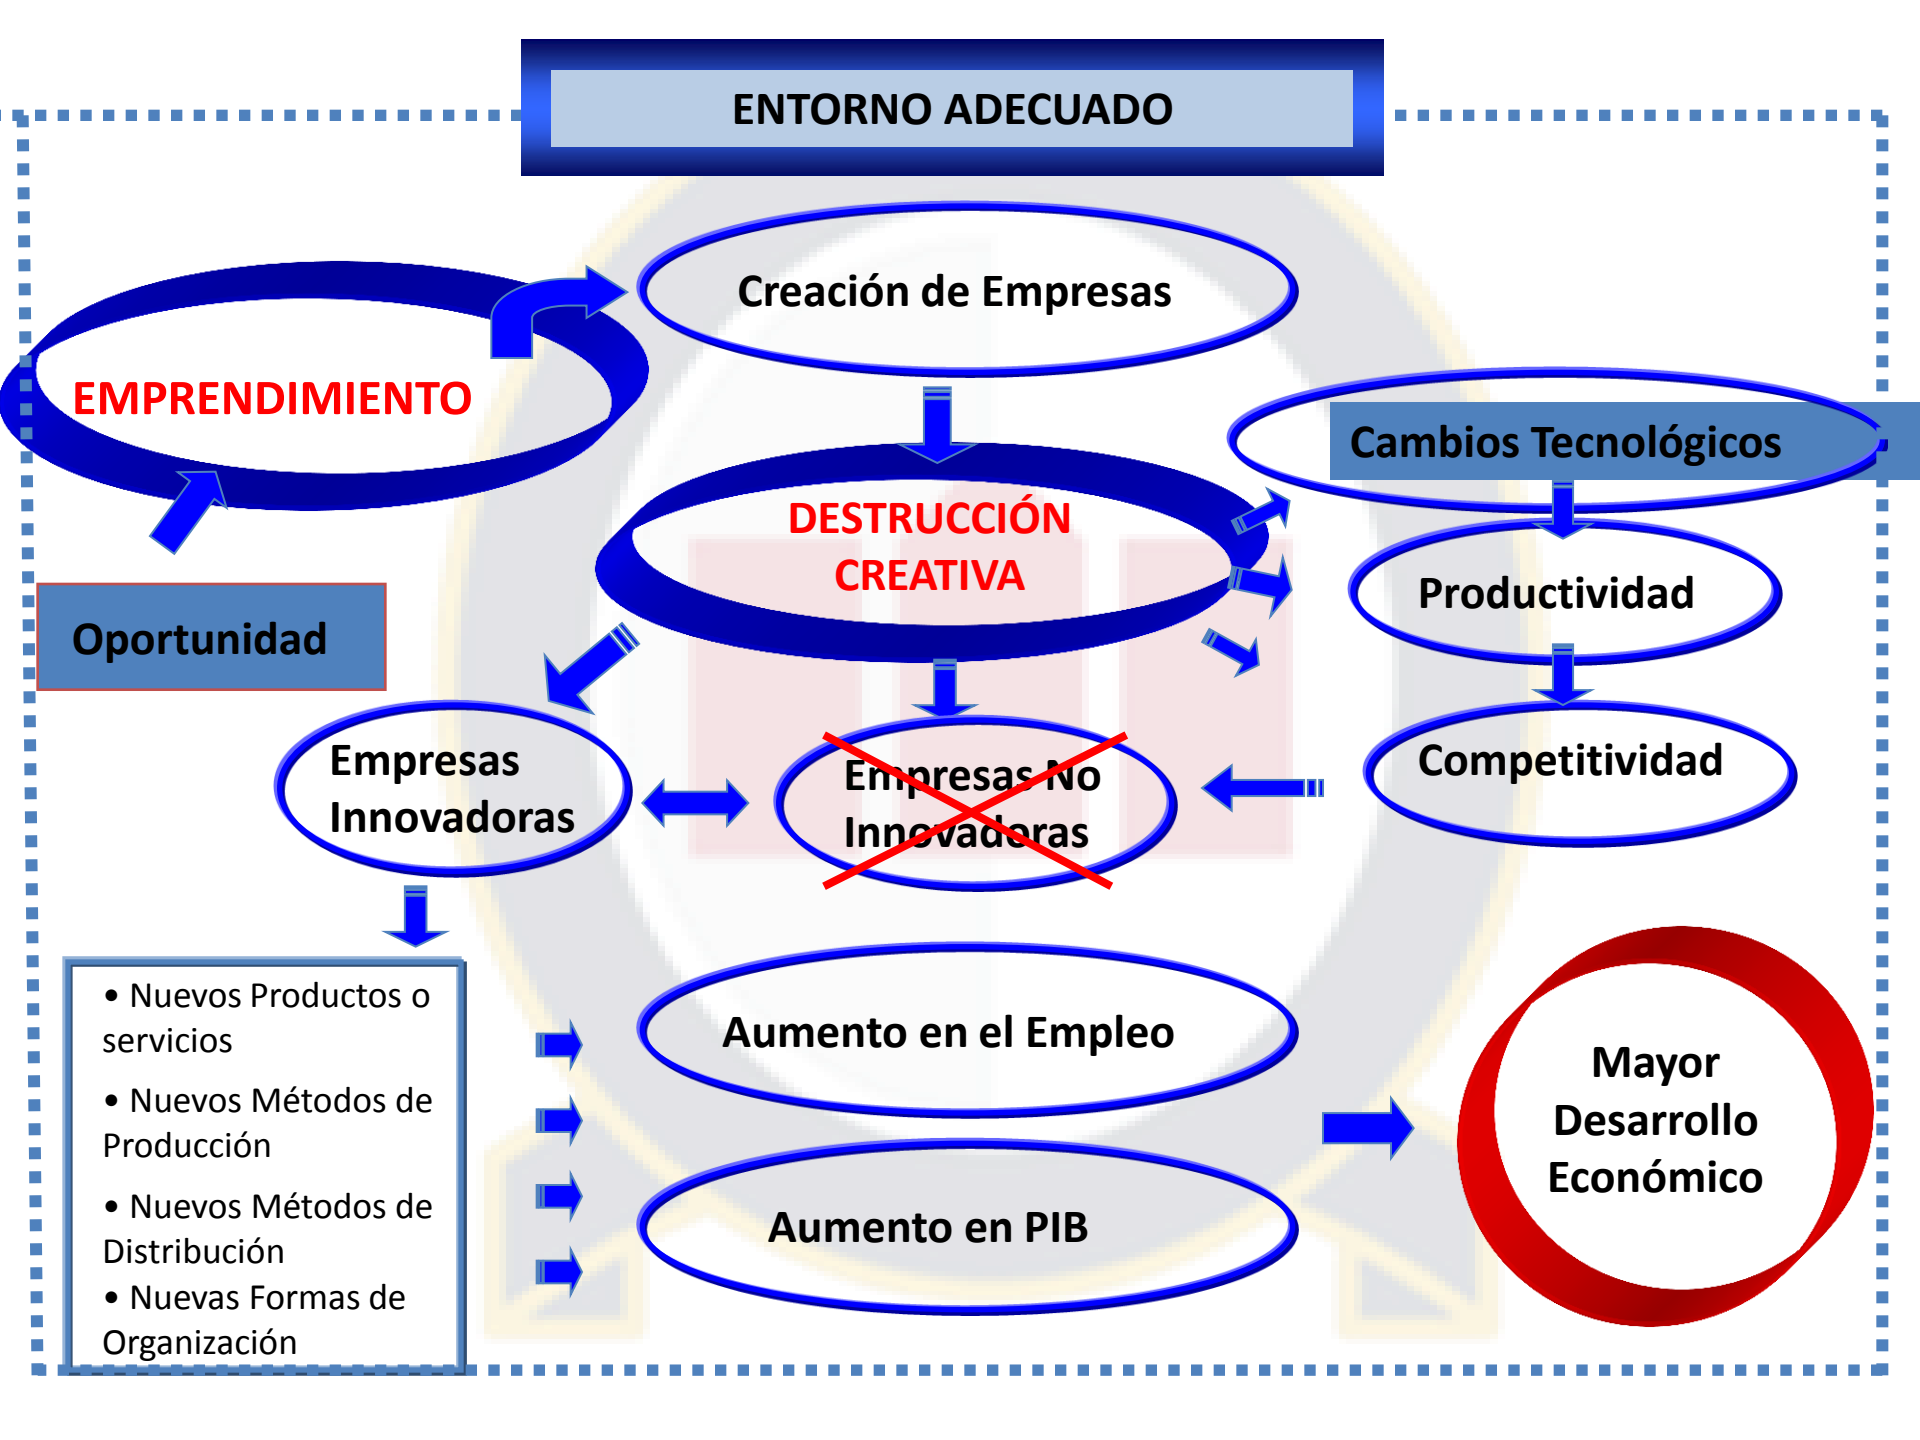 ENTORNO ADECUADO
Creación de Empresas
EMPRENDIMIENTO
Cambios Tecnológicos
DESTRUCCIÓN
CREATIVA
Productividad
Oportunidad
Empresas
Innovadoras
Empresas No
Innovadoras
Competitividad
• Nuevos Productos o
servicios
• Nuevos Métodos de
Producción
• Nuevos Métodos de
Distribución
• Nuevas Formas de
Organización
Aumento en el Empleo
Aumento en PIB
Mayor
Desarrollo
Económico